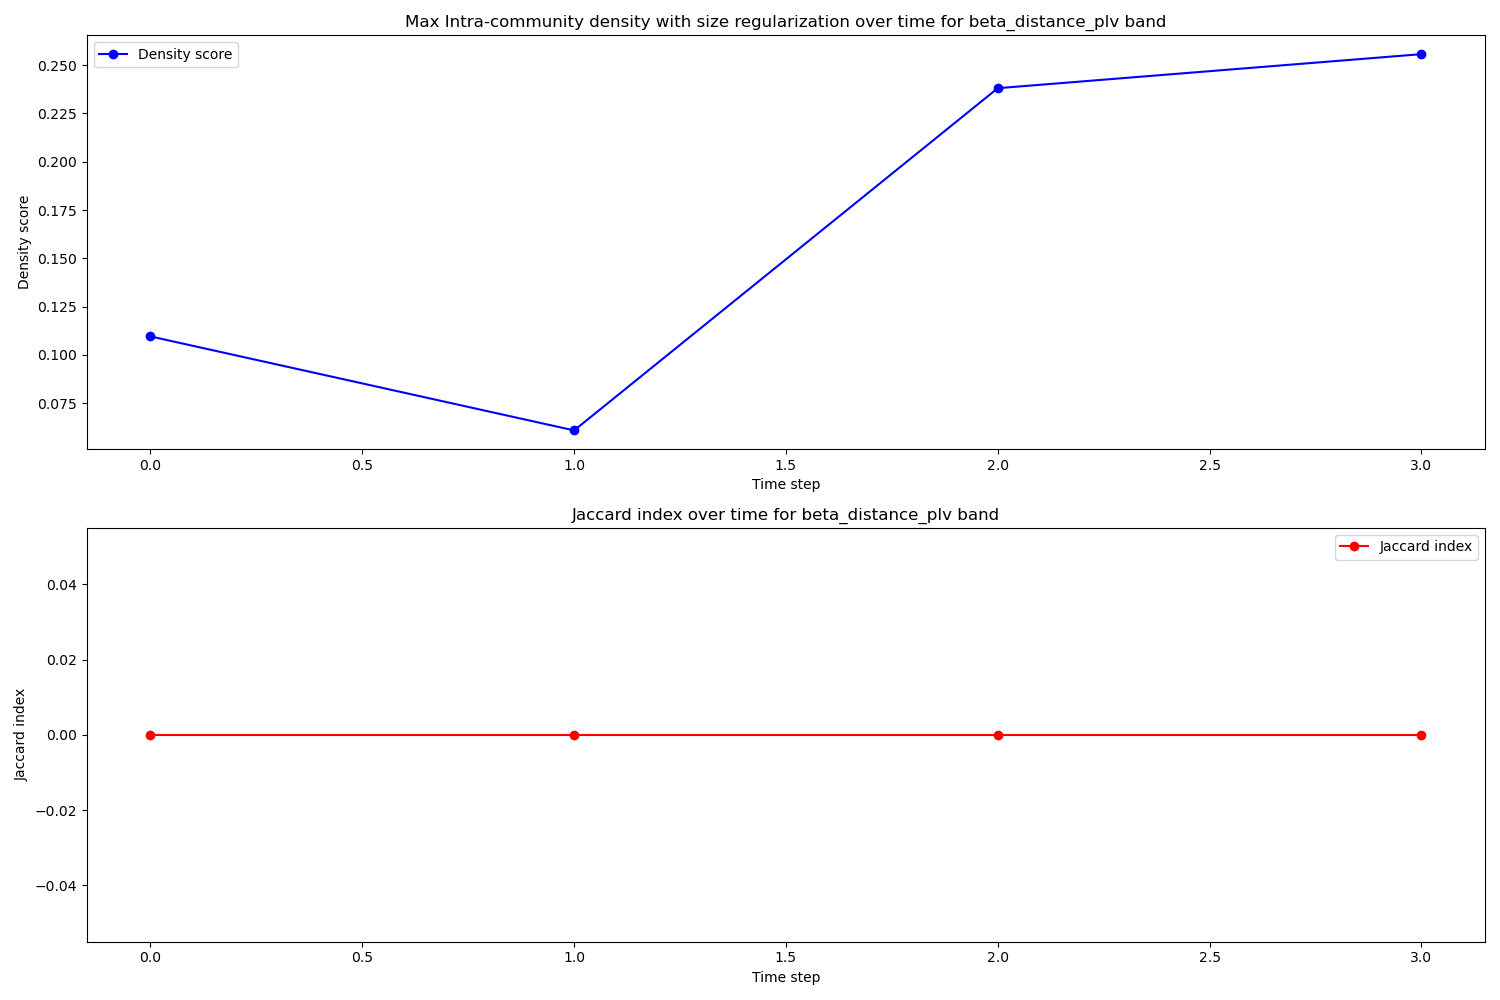 Max Intra-community density with size regularization over time for beta_distance_plv band
Density score
0.250
0.225
0.200
0.175
0.150
0.125
0.100
0.075
Density score
0.0 0.5 1.0 1.5 2.0 2.5 3.0
Time step
Jaccard index over time for beta_distance_plv band
Jaccard index
0.04
0.02
0.00
−0.02
−0.04
Jaccard index
0.0 0.5 1.0 1.5 2.0 2.5 3.0
Time step